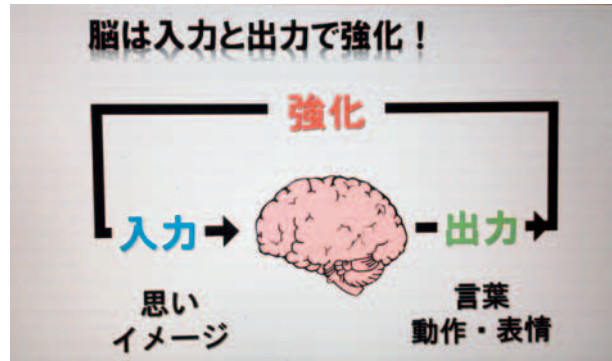 脳は入力と出力で強化！
強化
入力
出力
思い
イメージ
言葉
動作・表情